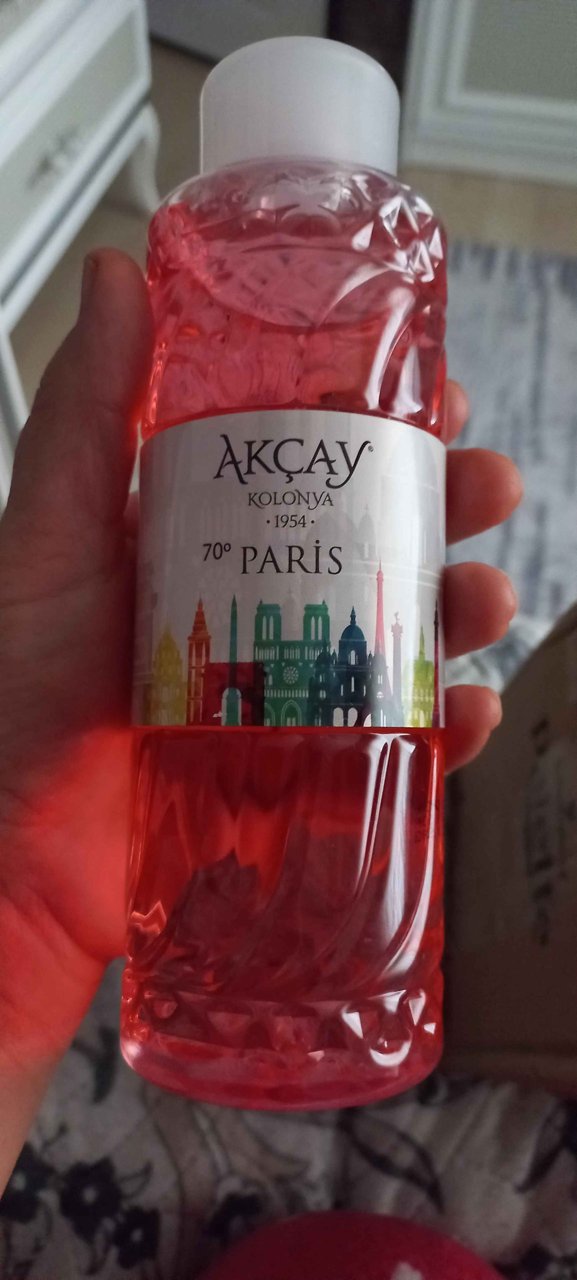 AKÇAY®
KOLONYA
·1954·
70° PARİS